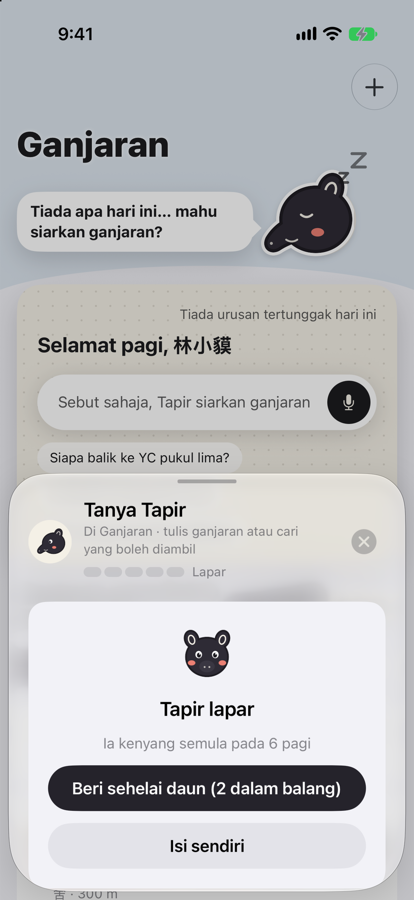 9:41
Ganjaran
z
z
Tiada apa hari ini... mahu
siarkan ganjaran?
Tiada urusan tertunggak hari ini
Selamat pagi, 林小貘
Sebut sahaja, Tapir siarkan ganjaran
Siapa balik ke YC pukul lima?
Tanya Tapir
Di Ganjaran · tulis ganjaran atau cari
yang boleh diambil
Lapar
Tapir lapar
Ia kenyang semula pada 6 pagi
Beri sehelai daun (2 dalam balang)
Isi sendiri
· 300 m